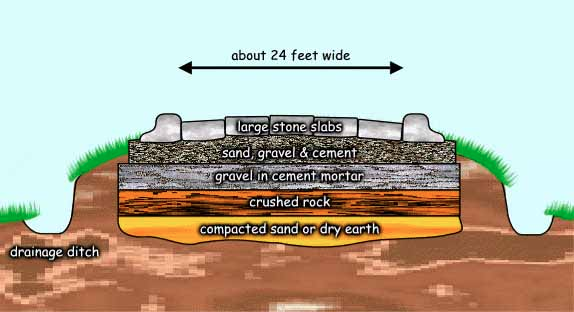 about 24 feet wide
large stone slabs
sand, gravel & cement
gravel in cement mortar
crushed rock
compacted sand or dry earth
drainage ditch